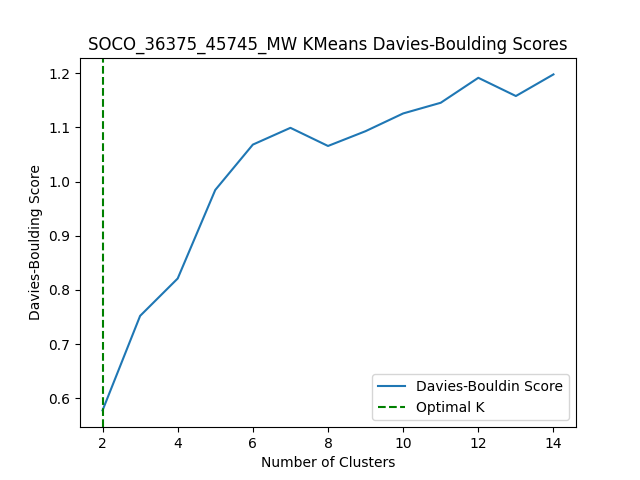 SOCO_36375_45745_MW KMeans Davies-Boulding Scores
1.2
1.1
1.0
0.9
0.8
0.7
0.6
Davies-Boulding Score
Davies-Bouldin Score
Optimal K
2 4 6 8 10 12 14
Number of Clusters